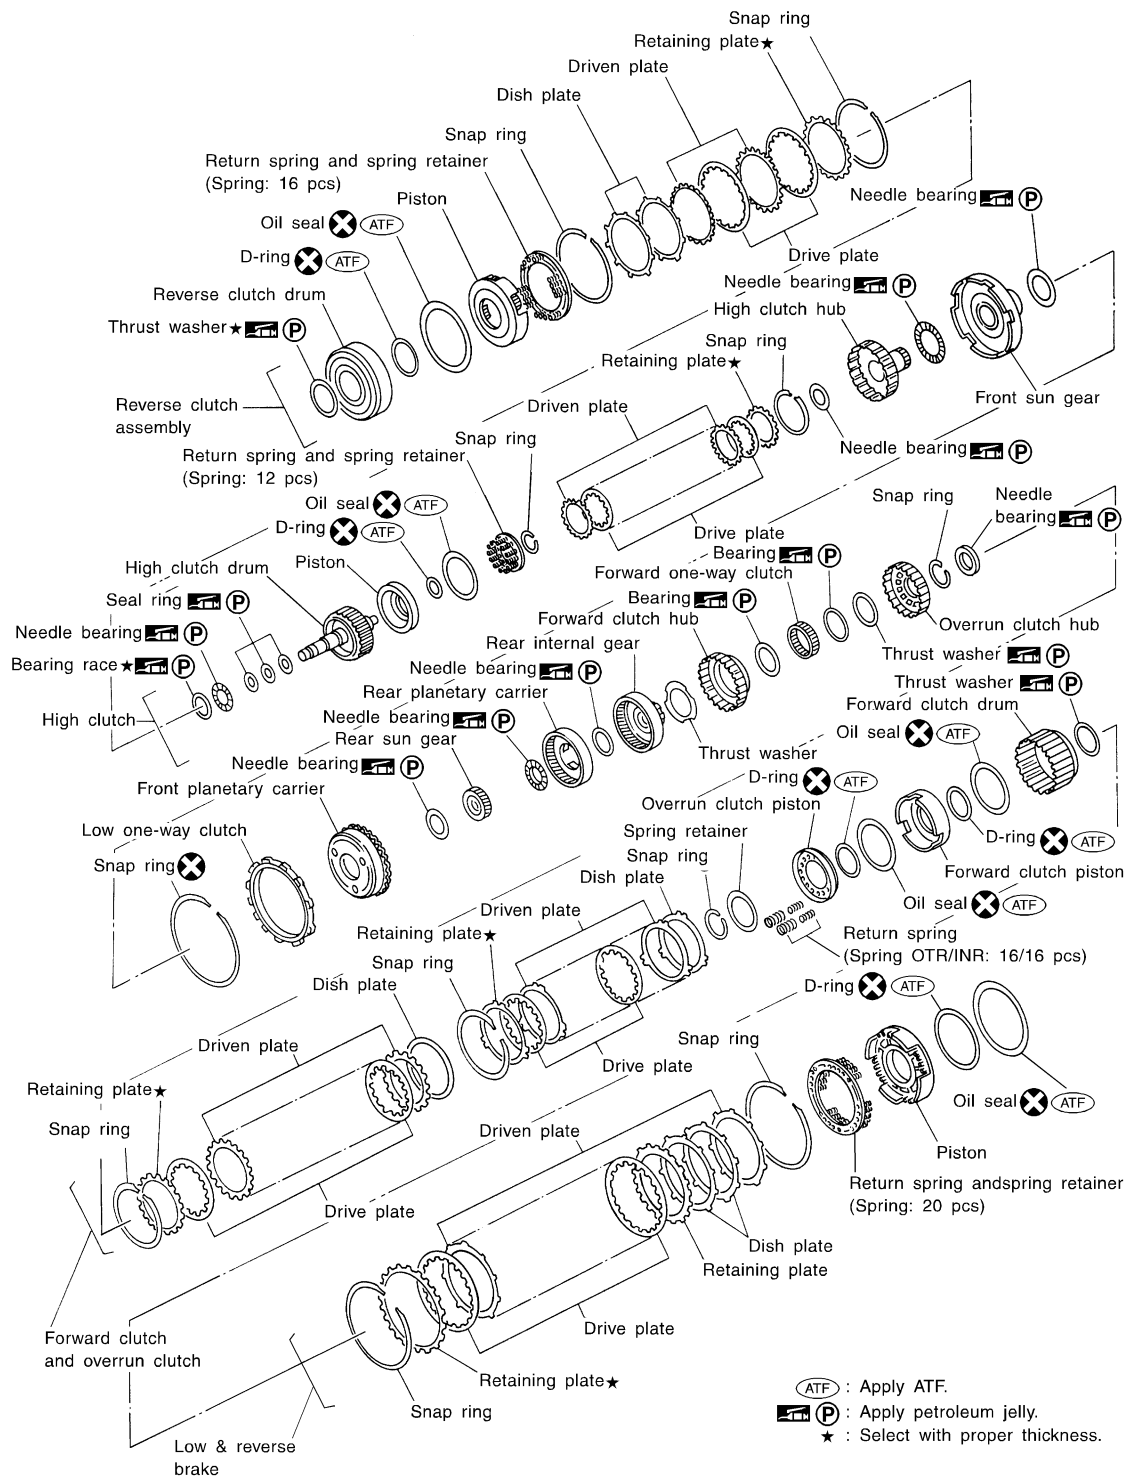 Snap ring
Retaining plate★
Driven plate
Dish plate
Snap ring
Return spring and spring retainer
(Spring: 16 pcs)
Piston
Oil seal ATF
D-ring ATF
Reverse clutch drum
Thrust washer★ P
Reverse clutch
assembly
Drive plate
Needle bearing P
Needle bearing P
High clutch hub
Front sun gear
Snap ring
Retaining plate★
Driven plate
Snap ring
Return spring and spring retainer
(Spring: 12 pcs)
Needle bearing P
Oil seal ATF
D-ring ATF
Piston
High clutch drum
Seal ring P
Needle bearing P
Bearing race★ P
High clutch
Drive plate
Snap ring
Needle
bearing P
Bearing P
Forward one-way clutch
Bearing P
Forward clutch hub
Overrun clutch hub
Rear internal gear
Thrust washer P
Needle bearing P
Thrust washer P
Rear planetary carrier
Forward clutch drum
Needle bearing P
Oil seal ATF
Rear sun gear
Thrust washer
Needle bearing P
D-ring ATF
Front planetary carrier
Overrun clutch piston
Low one-way clutch
Spring retainer
D-ring ATF
Snap ring
Snap ring
Forward clutch piston
Dish plate
Oil seal ATF
Driven plate
Return spring
(Spring OTR/INR: 16/16 pcs)
Retaining plate★
Snap ring
Dish plate
D-ring ATF
Driven plate
Snap ring
Drive plate
Retaining plate★
Oil seal ATF
Snap ring
Driven plate
Piston
Return spring andspring retainer
(Spring: 20 pcs)
Drive plate
Dish plate
Retaining plate
Forward clutch
and overrun clutch
Drive plate
Retaining plate★
Snap ring
Low & reverse
brake
ATF : Apply ATF.
P : Apply petroleum jelly.
★ : Select with proper thickness.